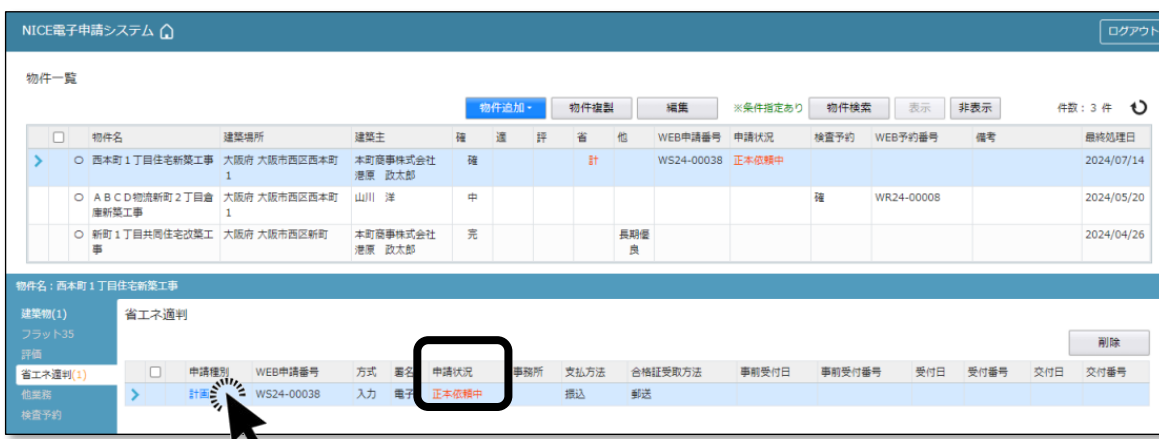 NICE電子申請システム ログアウト
物件一覧
物件追加 物件複製 編集 ※条件指定あり 物件検索 表示 非表示 件数：3 件
物件名 建築場所 建築主 確 適 評 省 他 WEB申請番号 申請状況 検査予約 WEB予約番号 備考 最終処理日
西本町１丁目住宅新築工事 大阪府 大阪市西区西本町 本町商事株式会社 確 計 WS24-00038 正本依頼中 2024/07/14
1 港原 政太郎
ＡＢＣＤ物流新町２丁目倉 大阪府 大阪市西区西本町 山川 洋 中 確 WR24-00008 2024/05/20
庫新築工事 1
新町１丁目共同住宅改築工 大阪府 大阪市西区新町 本町商事株式会社 完 長期優 2024/04/26
事 港原 政太郎 良
物件名：西本町１丁目住宅新築工事
建築物(1) 省エネ適判
フラット35
削除
評価
省エネ適判(1) 申請種別 WEB申請番号 方式 署名 申請状況 事務所 支払方法 合格証受取方法 事前受付日 事前受付番号 受付日 受付番号 交付日 交付番号
他業務 計画 WS24-00038 入力 電子 正本依頼中 振込 郵送
検査予約